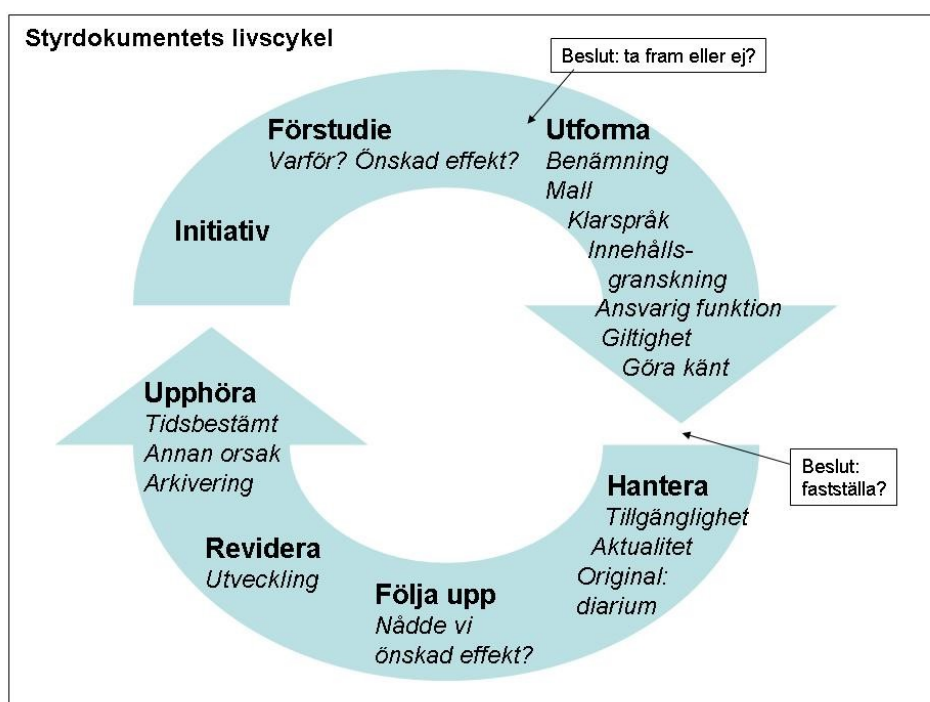 Styrdokumentets livscykel
Beslut: ta fram eller ej?
Initiativ
Förstudie
Varför? Önskad effekt?
Utforma
Benämning
Mall
Klarspråk
Innehålls-
granskning
Ansvarig funktion
Giltighet
Göra känt
Beslut:
fastställa?
Hantera
Tillgänglighet
Aktualitet
Original:
diarium
Följa upp
Nådde vi
önskad effekt?
Revidera
Utveckling
Upphöra
Tidsbestämt
Annan orsak
Arkivering